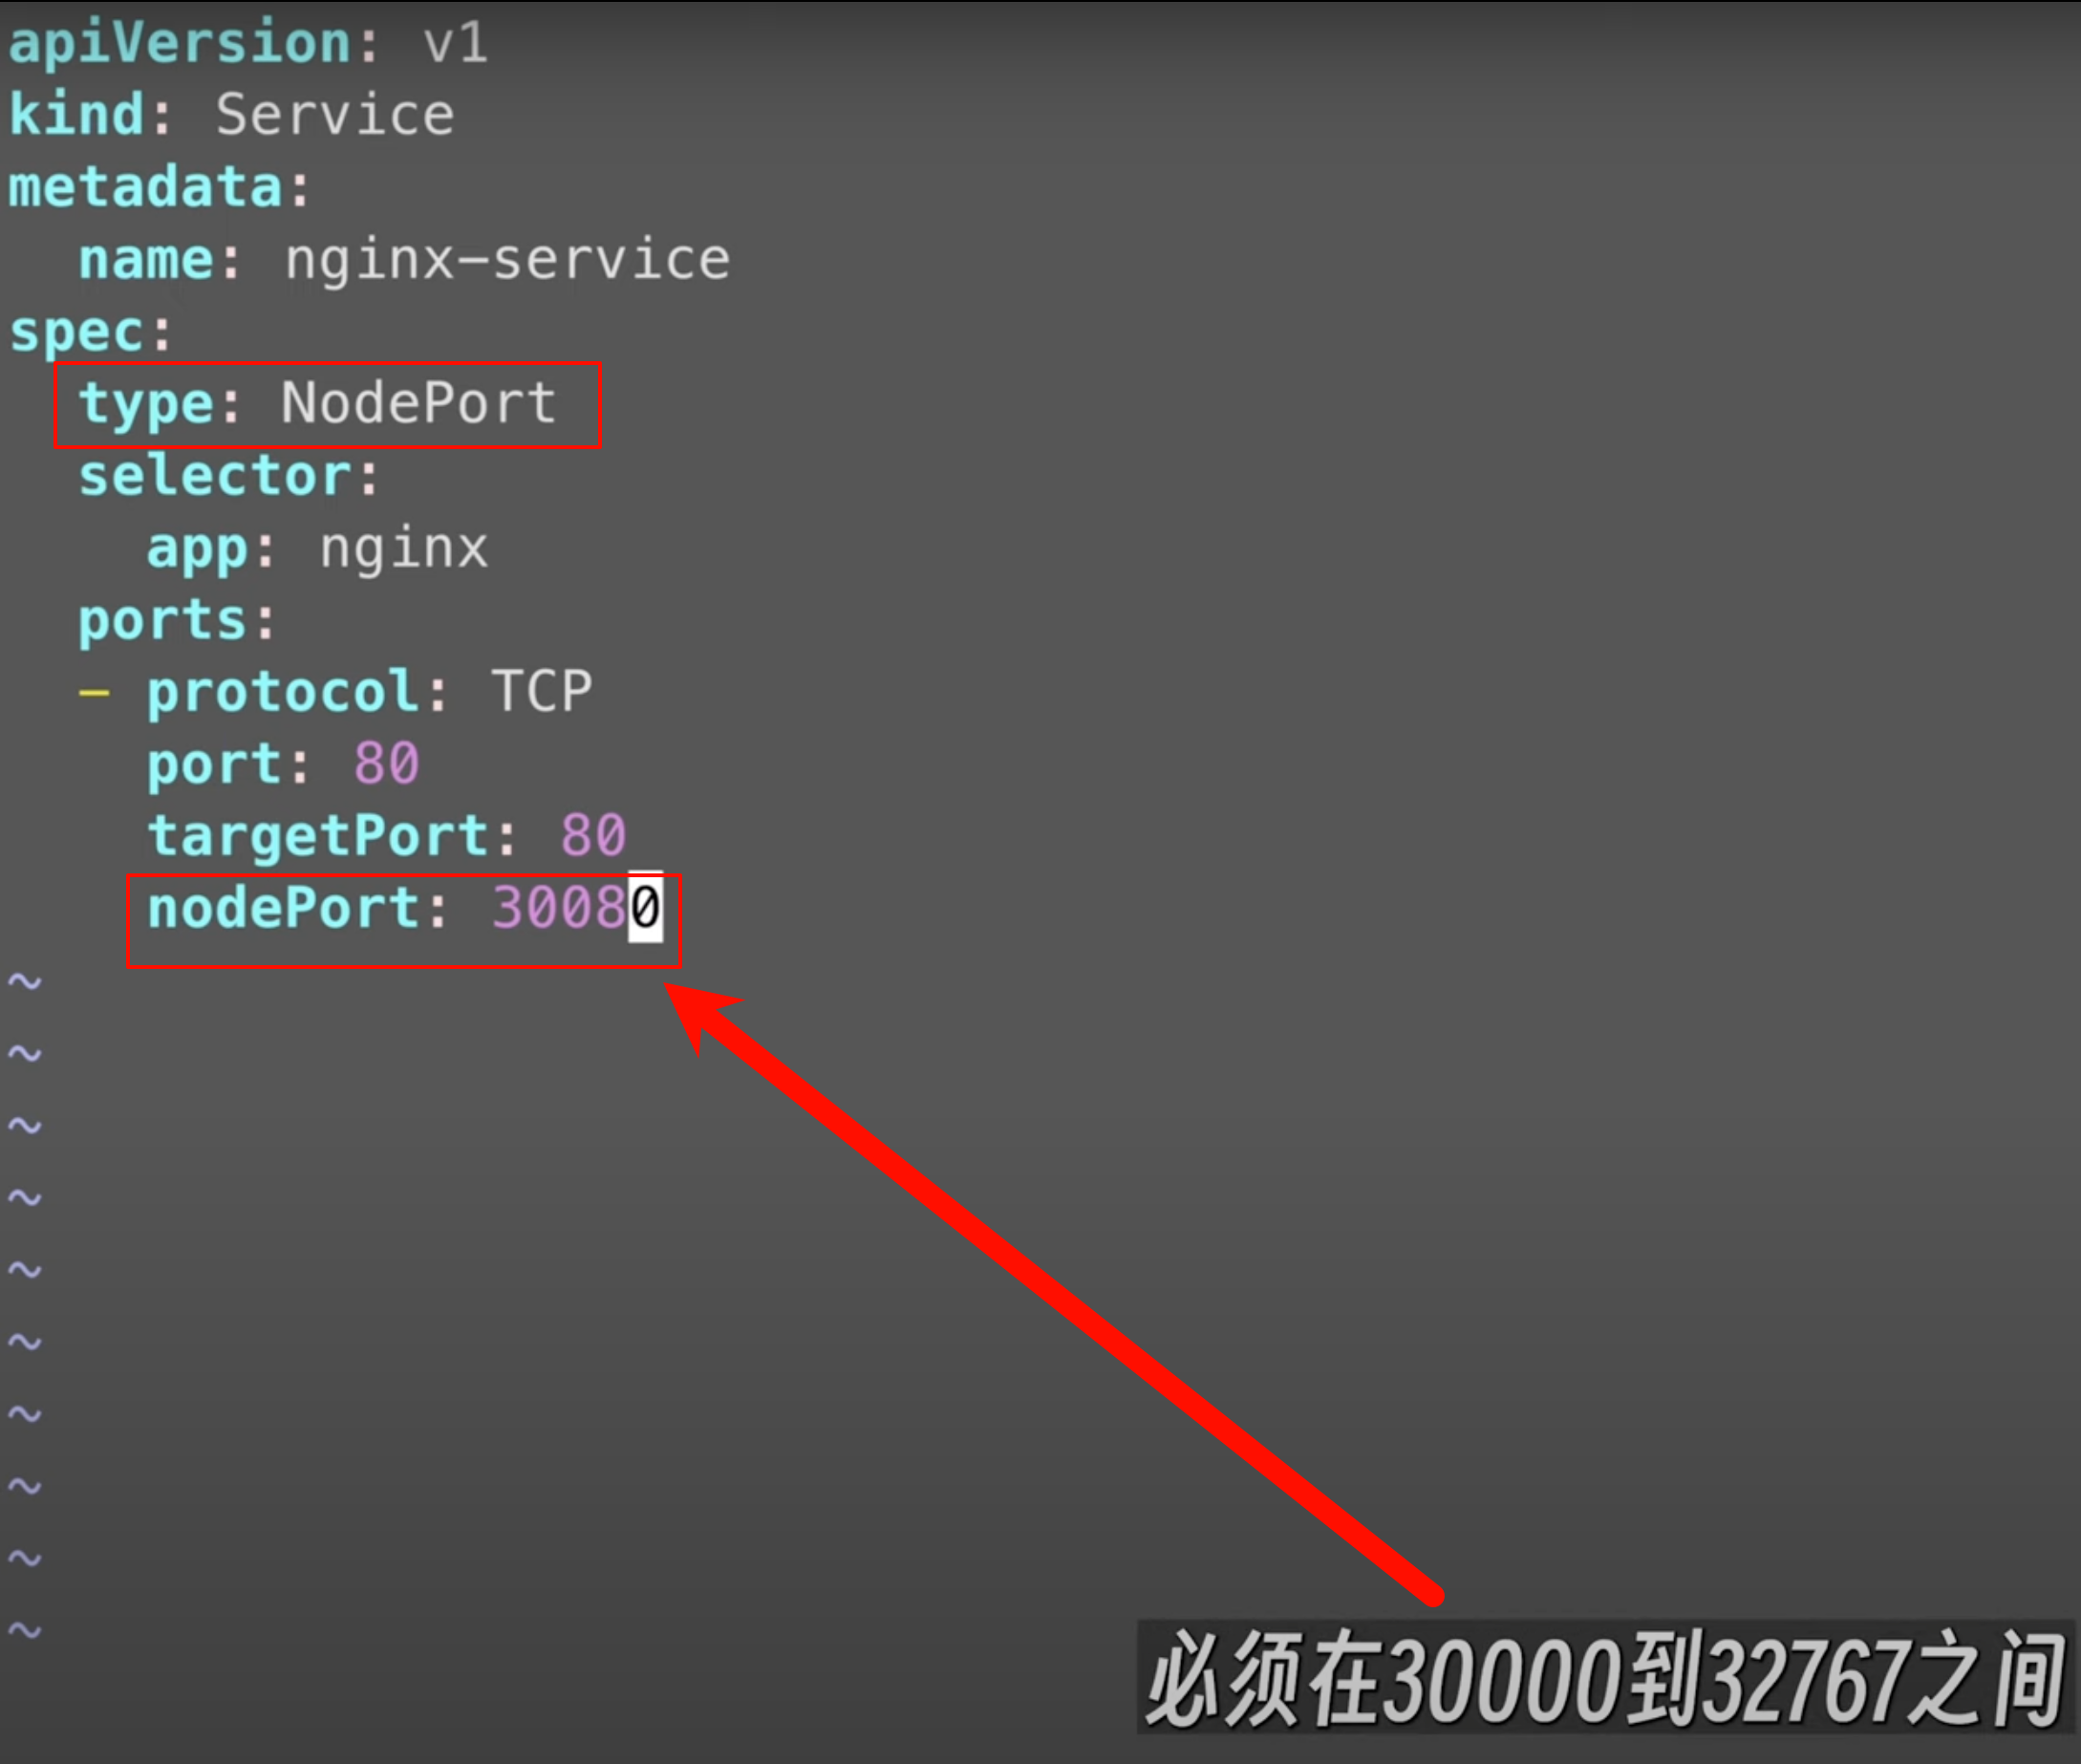 apiVersion: v1
kind: Service
metadata:
  name: nginx-service
spec:
  type: NodePort
  selector:
    app: nginx
  ports:
  - protocol: TCP
    port: 80
    targetPort: 80
    nodePort: 30080
~
~
~
~
~
~
~
~
~
~
必须在30000到32767之间